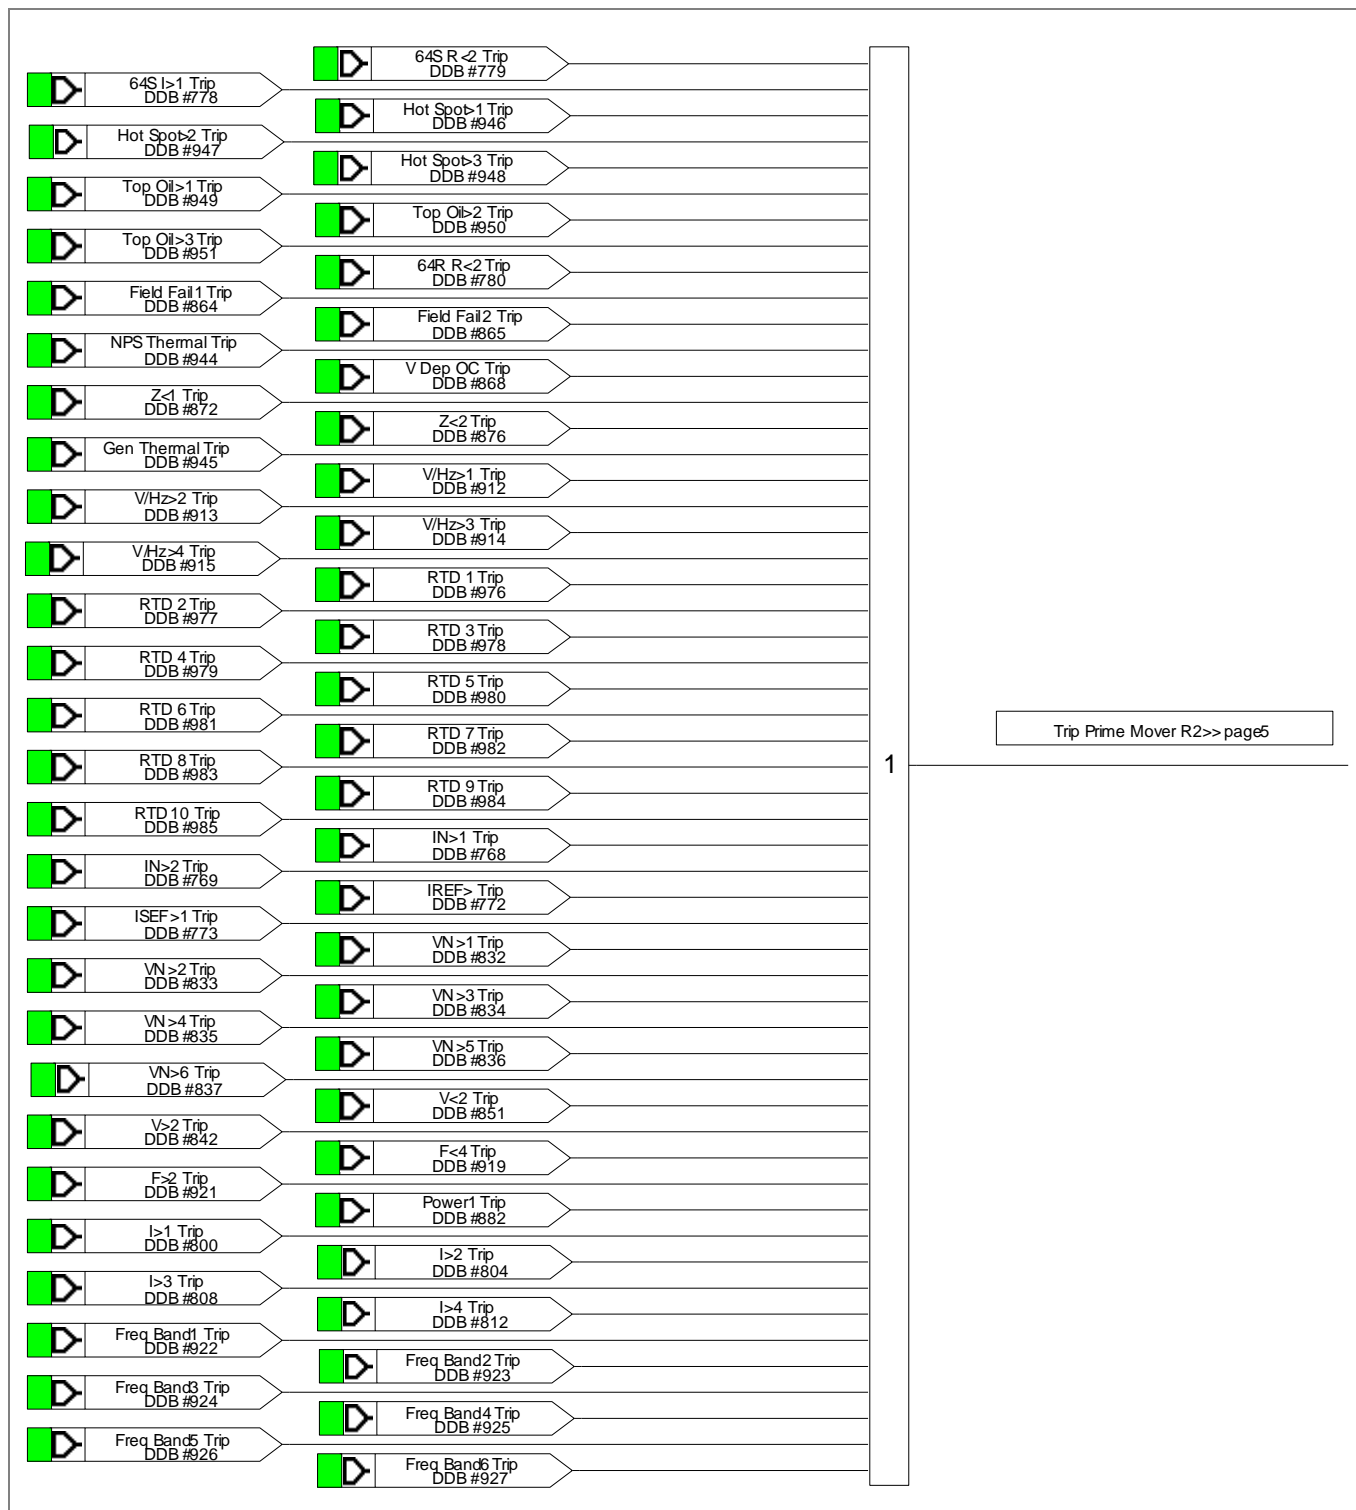 64S R<2 Trip
DDB #779
64S I>1 Trip
DDB #778
Hot Spot>1 Trip
DDB #946
Hot Spot>2 Trip
DDB #947
Hot Spot>3 Trip
DDB #948
Top Oil>1 Trip
DDB #949
Top Oil>2 Trip
DDB #950
Top Oil>3 Trip
DDB #951
64R R<2 Trip
DDB #780
Field Fail1 Trip
DDB #864
Field Fail2 Trip
DDB #865
NPS Thermal Trip
DDB #944
V Dep OC Trip
DDB #868
Z<1 Trip
DDB #872
Z<2 Trip
DDB #876
Gen Thermal Trip
DDB #945
V/Hz>1 Trip
DDB #912
V/Hz>2 Trip
DDB #913
V/Hz>3 Trip
DDB #914
V/Hz>4 Trip
DDB #915
RTD 1 Trip
DDB #976
RTD 2 Trip
DDB #977
RTD 3 Trip
DDB #978
RTD 4 Trip
DDB #979
RTD 5 Trip
DDB #980
RTD 6 Trip
DDB #981
RTD 7 Trip
DDB #982
Trip Prime Mover R2>> page5
RTD 8 Trip
DDB #983
1
RTD 9 Trip
DDB #984
RTD 10 Trip
DDB #985
IN>1 Trip
DDB #768
IN>2 Trip
DDB #769
IREF> Trip
DDB #772
ISEF>1 Trip
DDB #773
VN>1 Trip
DDB #832
VN>2 Trip
DDB #833
VN>3 Trip
DDB #834
VN>4 Trip
DDB #835
VN>5 Trip
DDB #836
VN>6 Trip
DDB #837
V<2 Trip
DDB #851
V>2 Trip
DDB #842
F<4 Trip
DDB #919
F>2 Trip
DDB #921
Power1 Trip
DDB #882
I>1 Trip
DDB #800
I>2 Trip
DDB #804
I>3 Trip
DDB #808
I>4 Trip
DDB #812
Freq Band1 Trip
DDB #922
Freq Band2 Trip
DDB #923
Freq Band3 Trip
DDB #924
Freq Band4 Trip
DDB #925
Freq Band5 Trip
DDB #926
Freq Band6 Trip
DDB #927